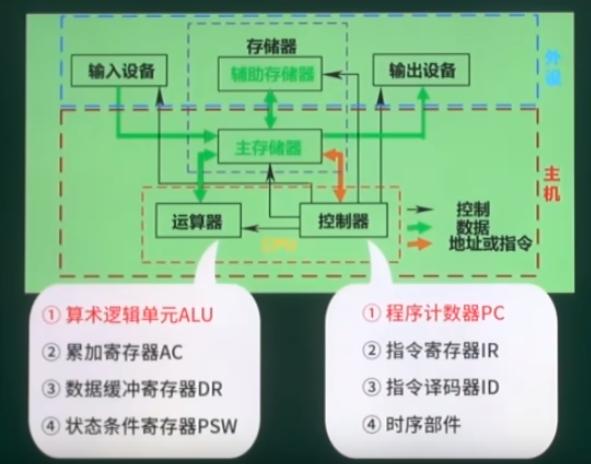 存储器
输入设备
辅助存储器
输出设备
外设
主存储器
主机
运算器
控制器
CPU
控制
数据
地址或指令
① 算术逻辑单元ALU
② 累加寄存器AC
③ 数据缓冲寄存器DR
④ 状态条件寄存器PSW
① 程序计数器PC
② 指令寄存器IR
③ 指令译码器ID
④ 时序部件